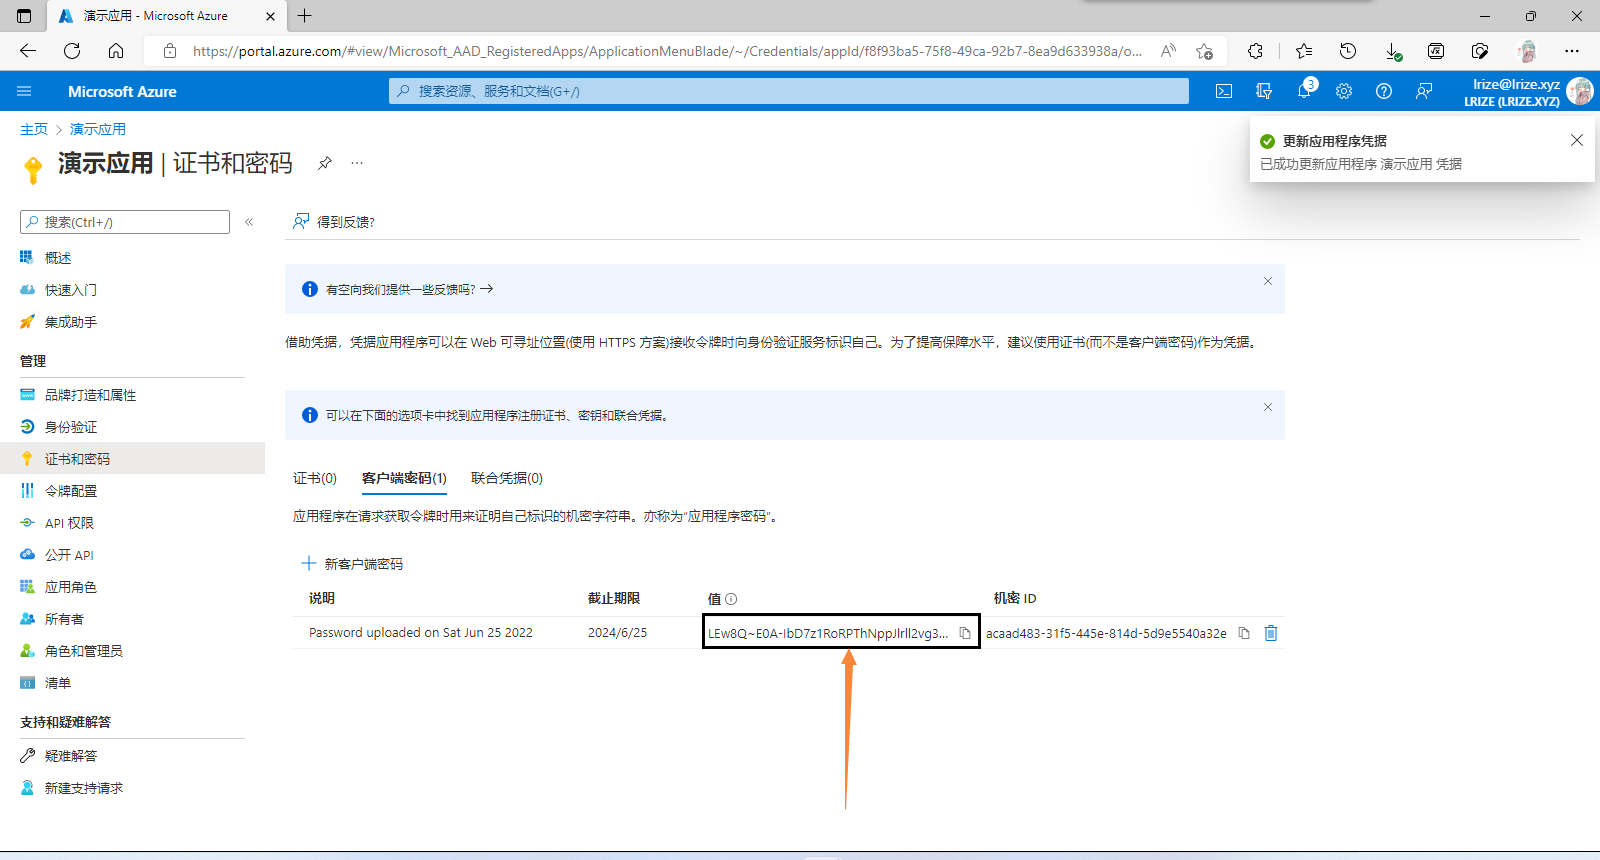 演示应用 - Microsoft Azure
https://portal.azure.com/#view/Microsoft_AAD_RegisteredApps/ApplicationMenuBlade/~/Credentials/appId/f8f93ba5-75f8-49ca-92b7-8ea9d633938a/o...
Microsoft Azure
搜索资源、服务和文档(G+/)
3
lrize@lrize.xyz
LRIZE (LRIZE.XYZ)
主页 > 演示应用
演示应用 | 证书和密码
更新应用程序凭据
已成功更新应用程序 演示应用 凭据
搜索(Ctrl+/)
概述
快速入门
集成助手
管理
品牌打造和属性
身份验证
证书和密码
令牌配置
API 权限
公开 API
应用角色
所有者
角色和管理员
清单
支持和疑难解答
疑难解答
新建支持请求
得到反馈?
有空向我们提供一些反馈吗? →
借助凭据，凭据应用程序可以在 Web 可寻址位置(使用 HTTPS 方案)接收令牌时向身份验证服务标识自己。为了提高保障水平，建议使用证书(而不是客户端密码)作为凭据。
可以在下面的选项卡中找到应用程序注册证书、密钥和联合凭据。
证书(0) 客户端密码(1) 联合凭据(0)
应用程序在请求获取令牌时用来证明自己标识的机密字符串。亦称为“应用程序密码”。
新客户端密码
说明 截止期限 值 机密 ID
Password uploaded on Sat Jun 25 2022 2024/6/25 LEw8Q~E0A-IbD7z1RoRPThNppJlrll2vg3... acaad483-31f5-445e-814d-5d9e5540a32e